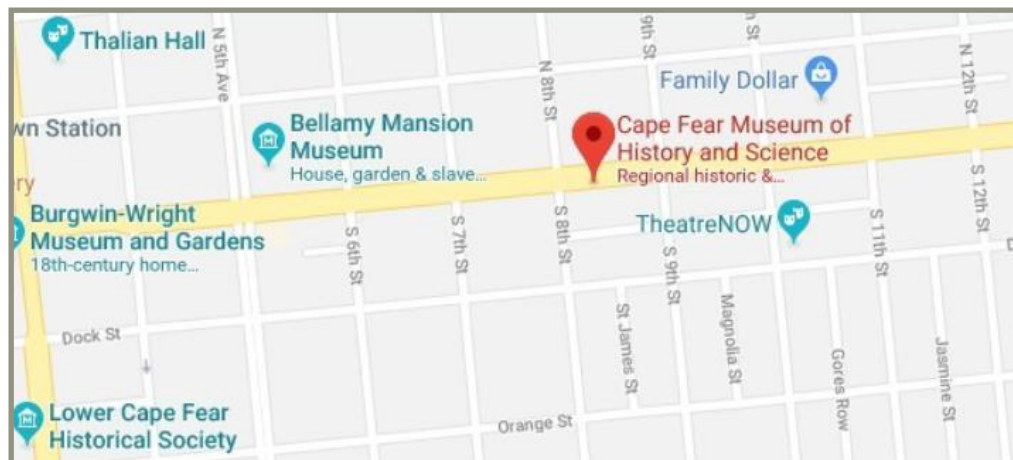 Thalian Hall
N 5th Ave
N 8th St
9th St
h St
N 12th St
Family Dollar
wn Station
Bellamy Mansion
Museum
House, garden & slave...
Cape Fear Museum of
History and Science
Regional historic &...
ry
Burgwin-Wright
Museum and Gardens
18th-century home...
S 6th St
S 7th St
S 8th St
TheatreNOW
S 9th St
S 11th St
S 12th St
D
Dock St
St James St
Magnolia St
Gores Row
Jasmine St
Lower Cape Fear
Historical Society
Orange St